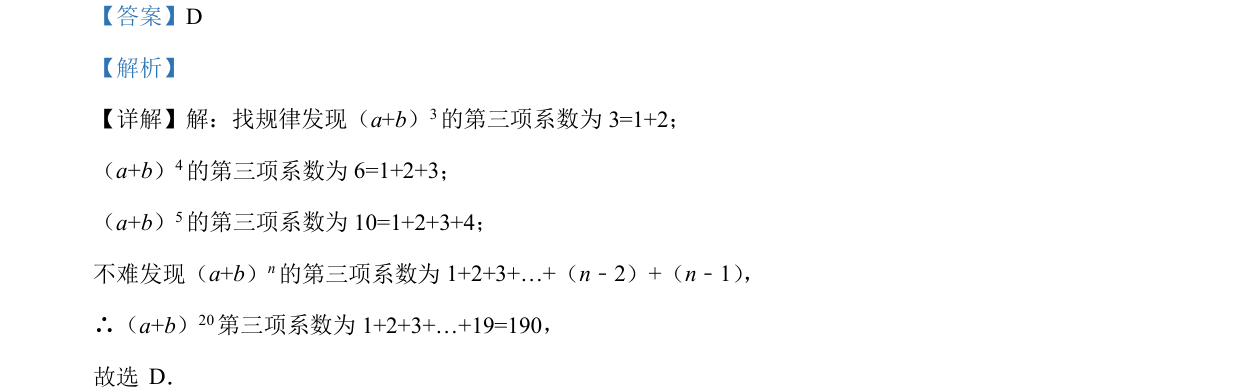 【答案】D
【解析】
【详解】解：找规律发现（a+b）³的第三项系数为 3=1+2；
（a+b）⁴的第三项系数为 6=1+2+3；
（a+b）⁵的第三项系数为 10=1+2+3+4；
不难发现（a+b）ⁿ的第三项系数为 1+2+3+…+（n﹣2）+（n﹣1），
∴（a+b）²⁰第三项系数为 1+2+3+…+19=190，
故选 D．